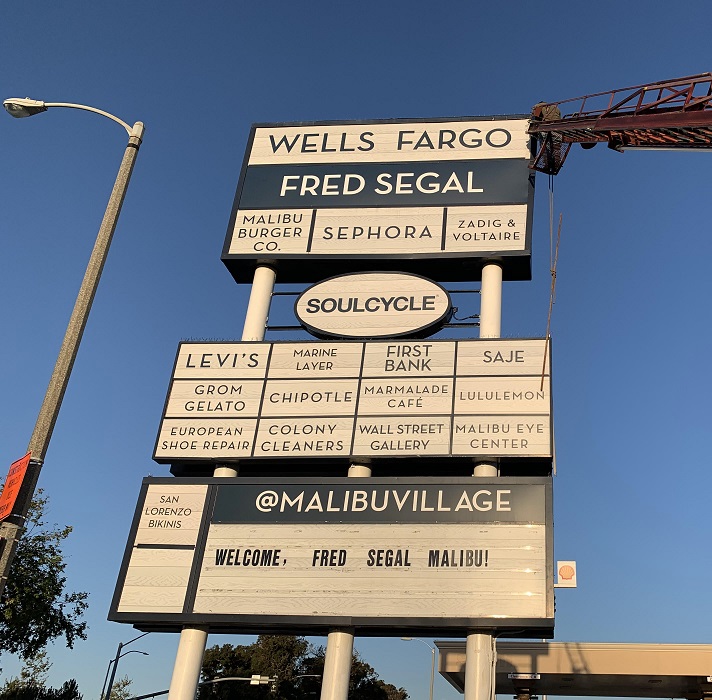 WELLS FARGO
FRED SEGAL
MALIBU
BURGER
CO.
SEPHORA
ZADIG &
VOLTAIRE
SOULCYCLE
LEVI'S
MARINE
LAYER
FIRST
BANK
SAJE
GROM
GELATO
CHIPOTLE
MARMALADE
CAFÉ
LULULEMON
EUROPEAN
SHOE REPAIR
COLONY
CLEANERS
WALL STREET
GALLERY
MALIBU EYE
CENTER
SAN
LORENZO
BIKINIS
@MALIBUVILLAGE
WELCOME, FRED SEGAL MALIBU!